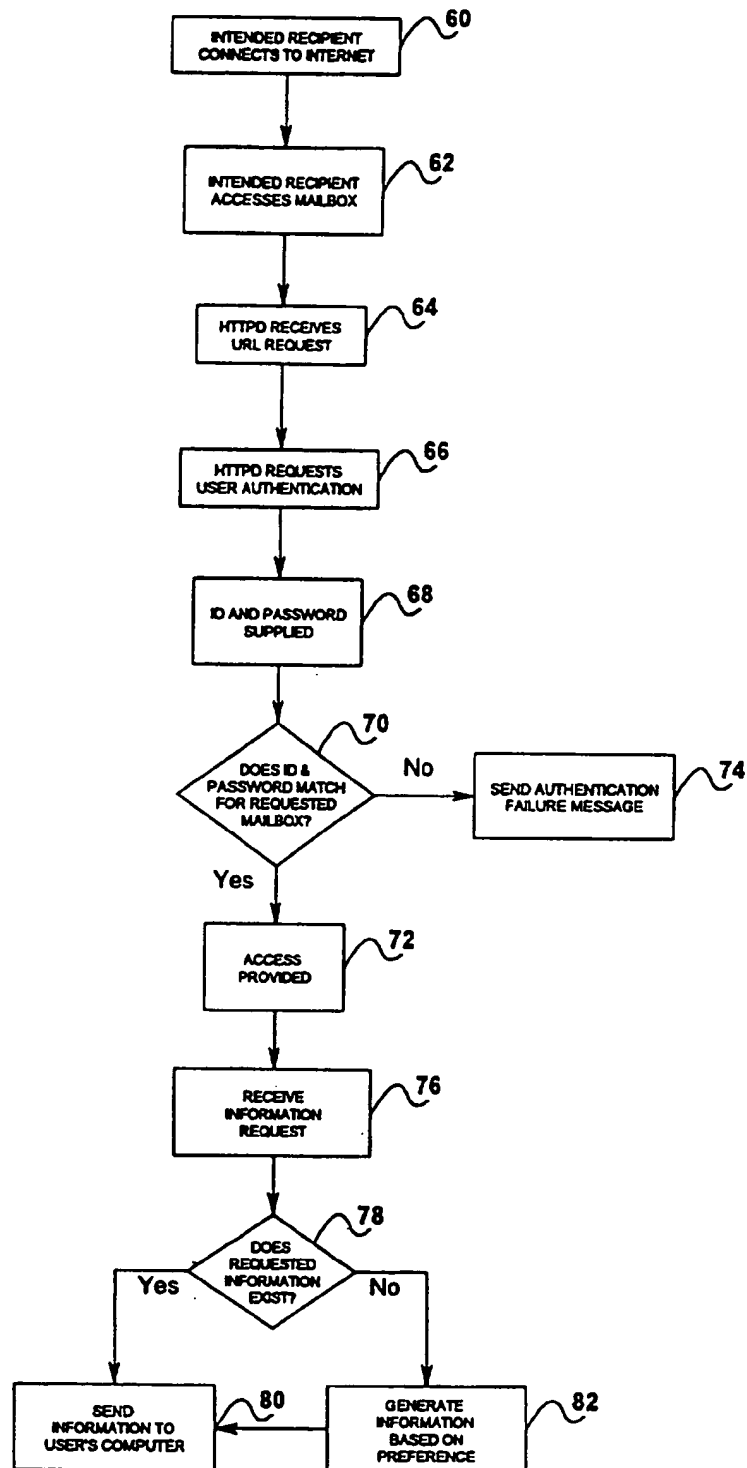 60
INTENDED RECIPIENT
CONNECTS TO INTERNET
62
INTENDED RECIPIENT
ACCESSES MAILBOX
64
HTTPD RECEIVES
URL REQUEST
66
HTTPD REQUESTS
USER AUTHENTICATION
68
ID AND PASSWORD
SUPPLIED
70
DOES ID &
PASSWORD MATCH
FOR REQUESTED
MAILBOX?
No
74
SEND AUTHENTICATION
FAILURE MESSAGE
Yes
72
ACCESS
PROVIDED
76
RECEIVE
INFORMATION
REQUEST
78
DOES
REQUESTED
INFORMATION
EXIST?
Yes
No
80
SEND
INFORMATION TO
USER'S COMPUTER
82
GENERATE
INFORMATION
BASED ON
PREFERENCE